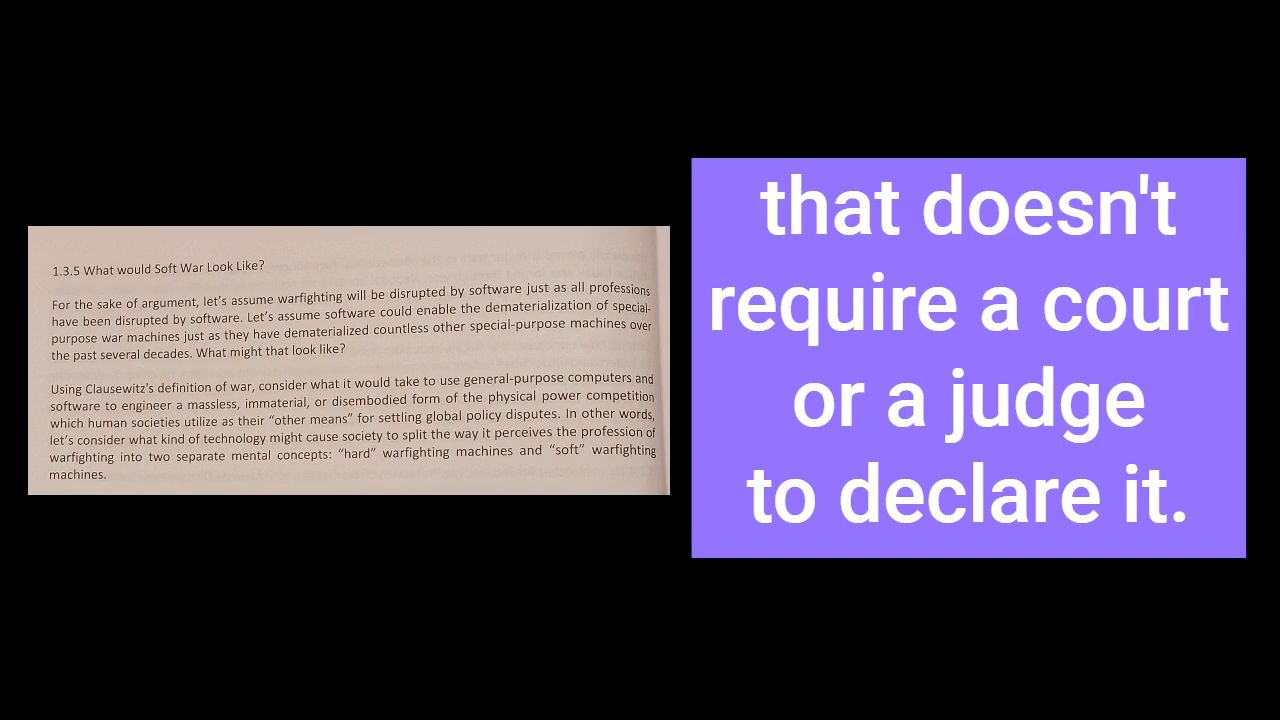 1.3.5 What would Soft War Look Like?
For the sake of argument, let's assume warfighting will be disrupted by software just as all professions
have been disrupted by software. Let's assume software could enable the dematerialization of special-
purpose war machines just as they have dematerialized countless other special-purpose machines over
the past several decades. What might that look like?
Using Clausewitz's definition of war, consider what it would take to use general-purpose computers and
software to engineer a massless, immaterial, or disembodied form of the physical power competition
which human societies utilize as their “other means” for settling global policy disputes. In other words,
let's consider what kind of technology might cause society to split the way it perceives the profession of
warfighting into two separate mental concepts: “hard” warfighting machines and “soft” warfighting
machines.
that doesn't
require a court
or a judge
to declare it.